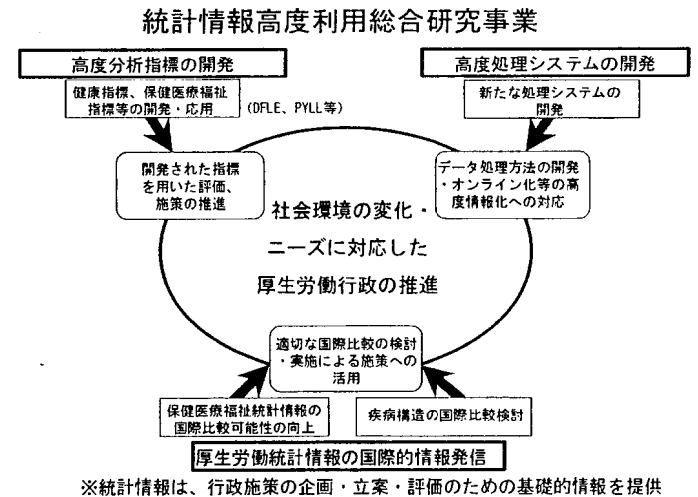 統計情報高度利用総合研究事業
高度分析指標の開発
健康指標、保健医療福祉
指標等の開発・応用
(DFLE、PYLL等)
開発された指標
を用いた評価、
施策の推進
高度処理システムの開発
新たな処理システムの
開発
データ処理方法の開発
・オンライン化等の高
度情報化への対応
社会環境の変化・
ニーズに対応した
厚生労働行政の推進
適切な国際比較の検討
・実施による施策への
活用
保健医療福祉統計情報の
国際比較可能性の向上
疾病構造の国際比較検討
厚生労働統計情報の国際的情報発信
※統計情報は、行政施策の企画・立案・評価のための基礎的情報を提供